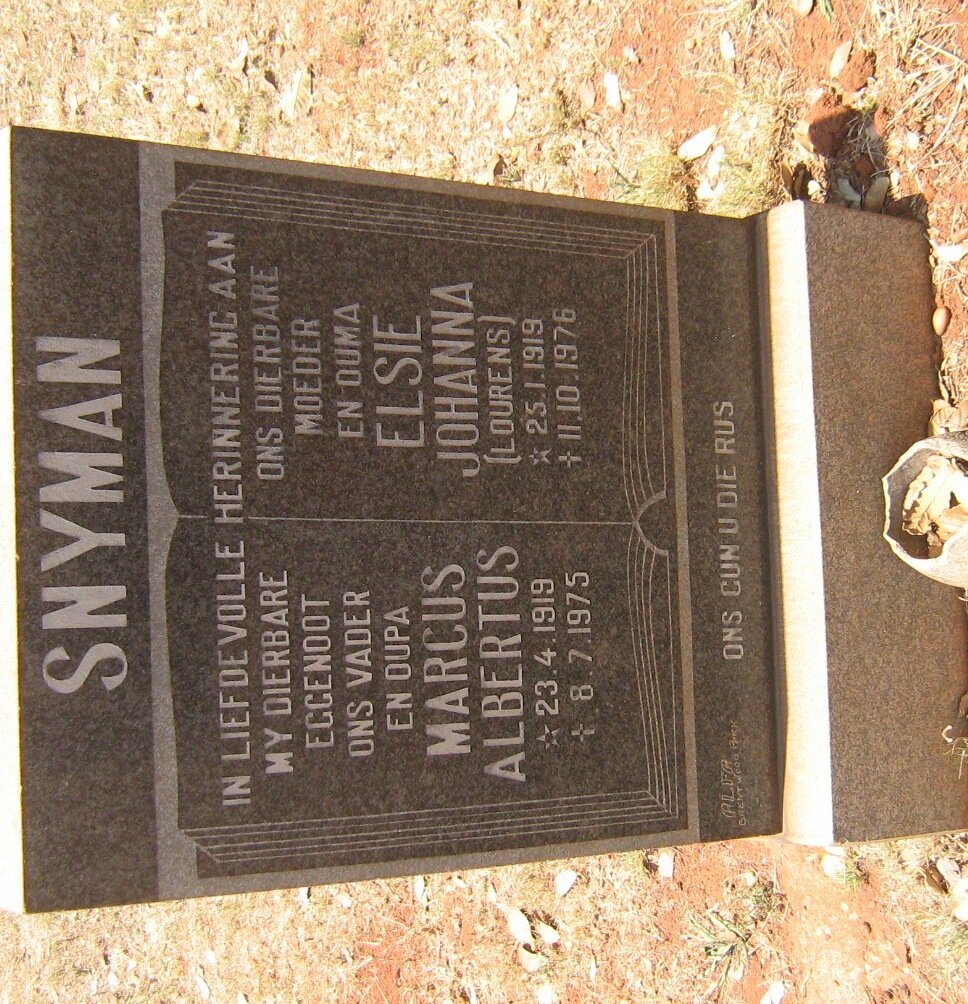 SNYMAN
IN LIEFDEVOLLE HERINNERING AAN
MY DIERBARE
EGGENOOT
ONS VADER
EN OUPA
MARCUS
ALBERTUS
☆ 23.4.1919
✝ 8.7.1975
ONS DIERBARE
MOEDER
EN OUMA
ELSIE
JOHANNA
(LOURENS)
☆ 25.1.1919
✝ 11.10.1976
ONS GUN U DIE RUS